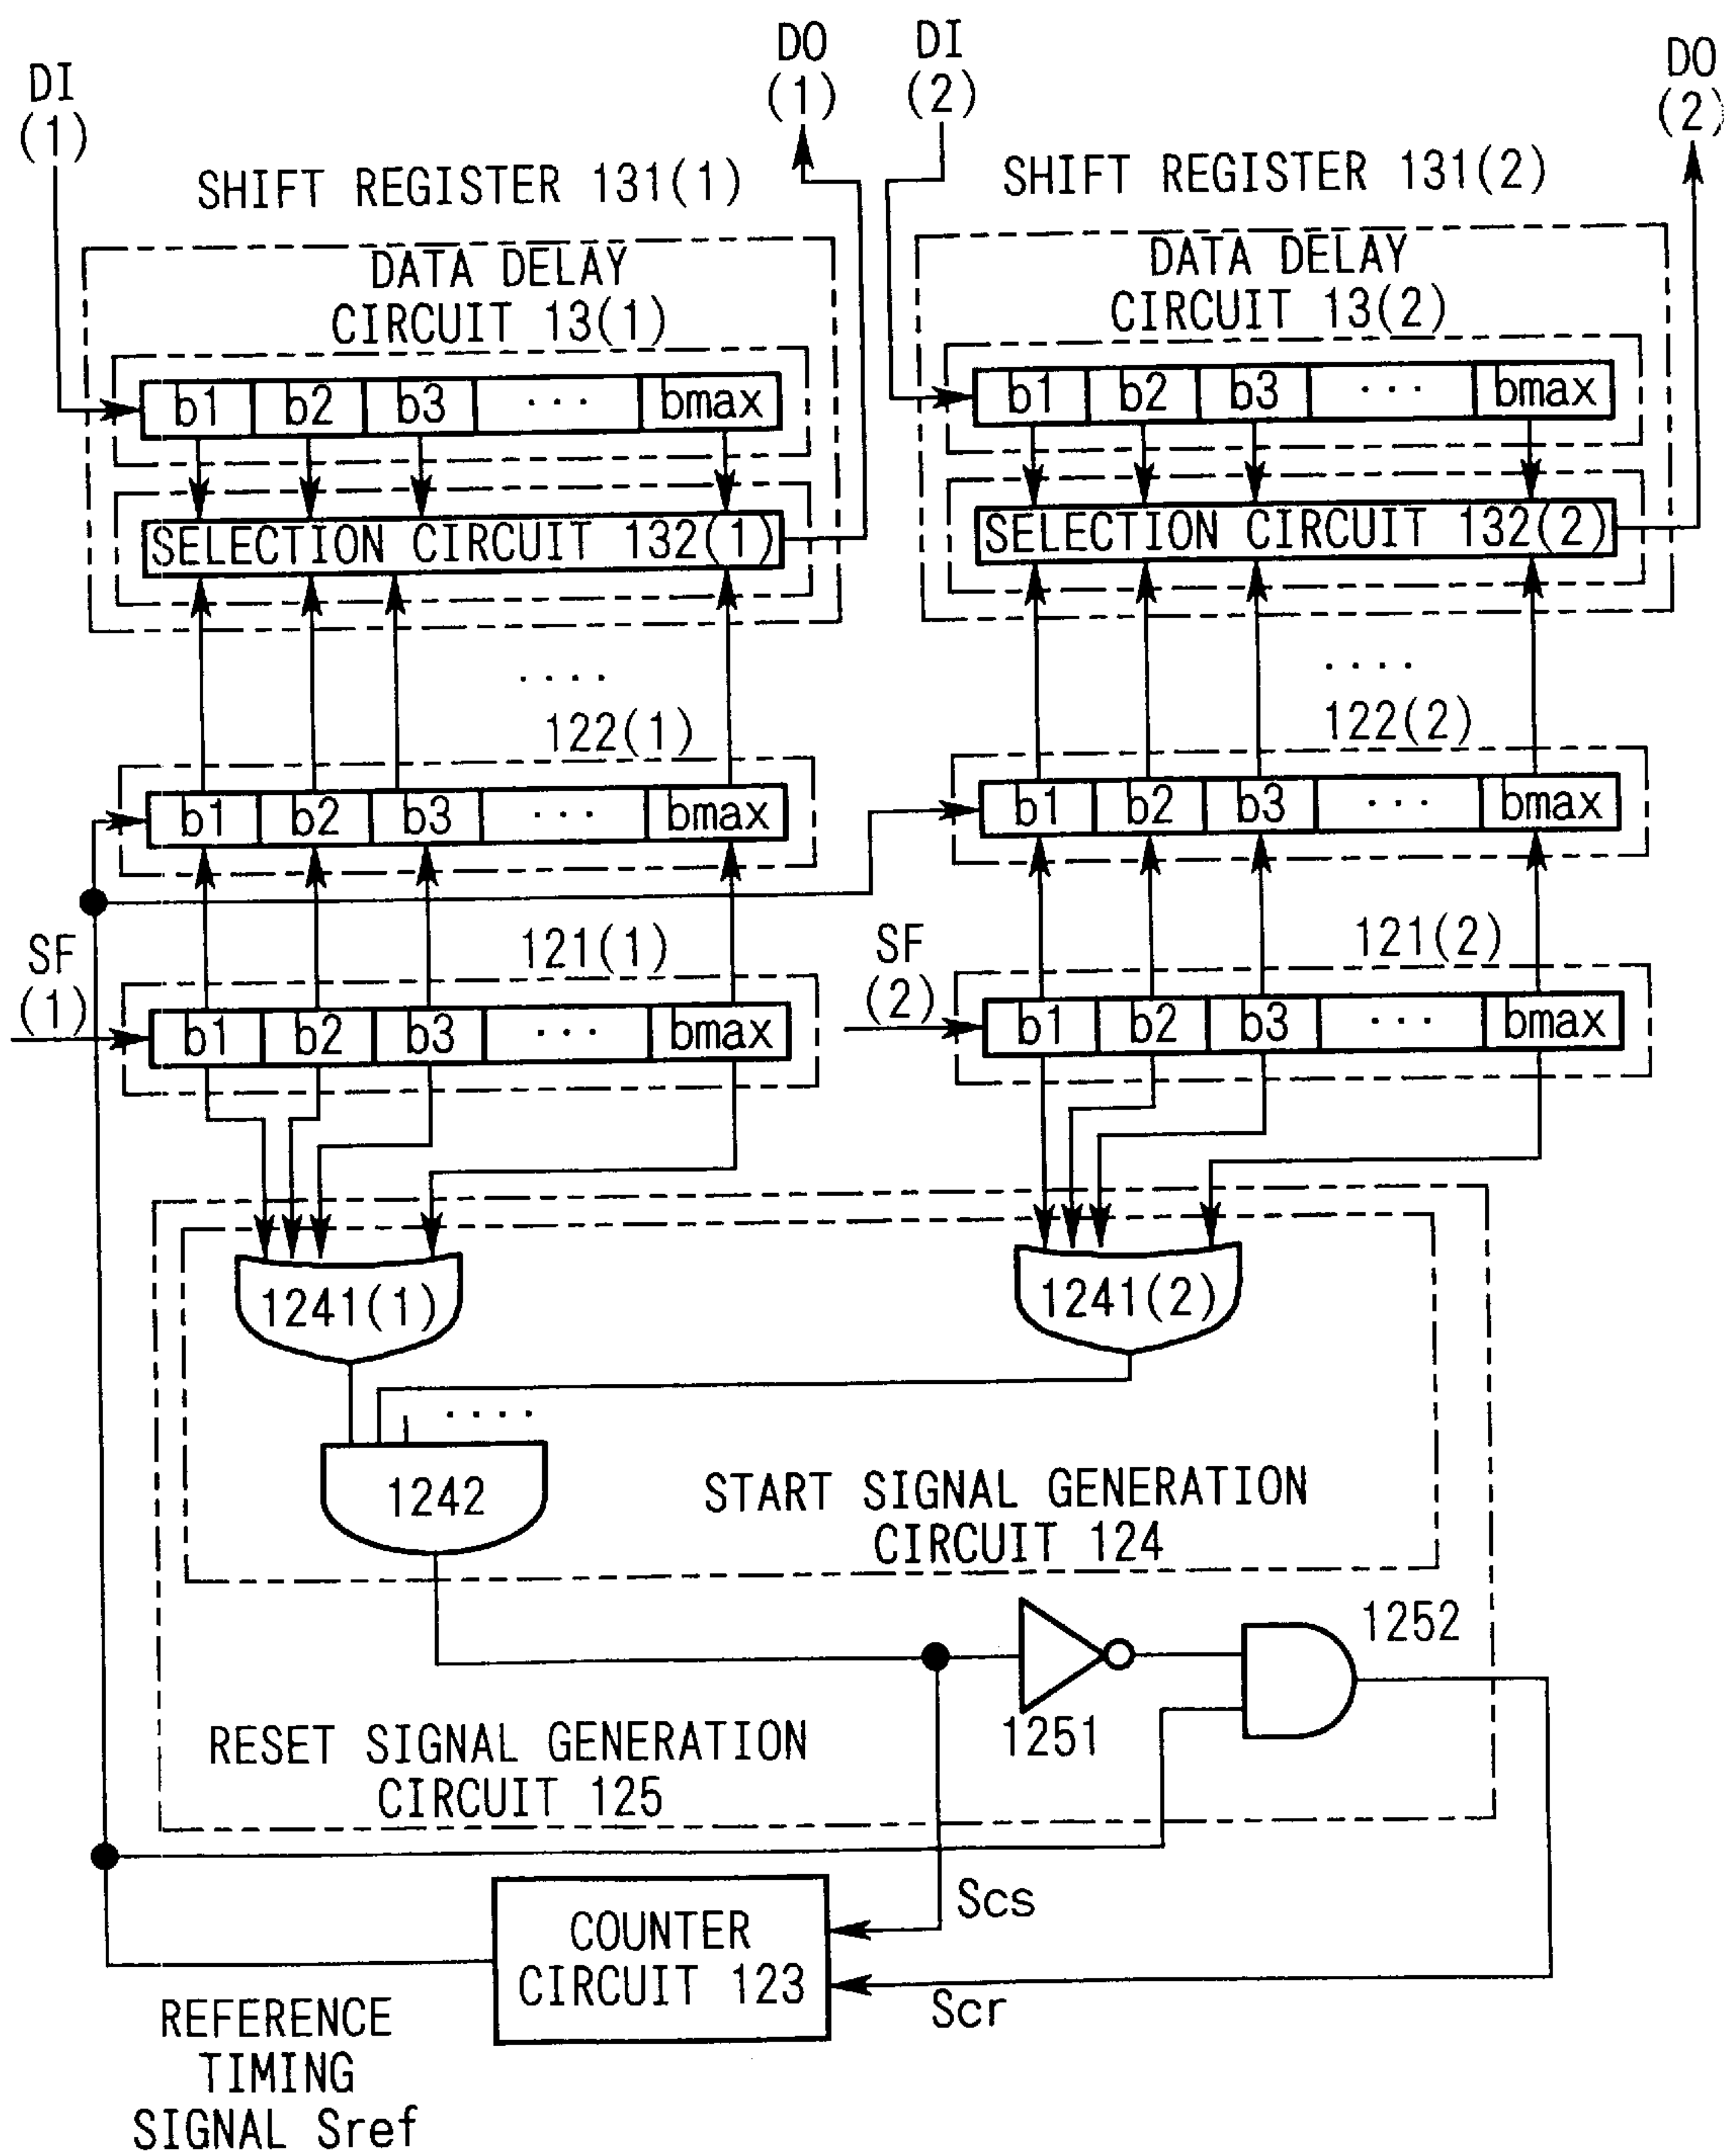 DI
(1)
DO
(1)
DI
(2)
DO
(2)
SHIFT REGISTER 131(1)
SHIFT REGISTER 131(2)
DATA DELAY
CIRCUIT 13(1)
DATA DELAY
CIRCUIT 13(2)
b1 b2 b3 ... bmax
b1 b2 b3 ... bmax
SELECTION CIRCUIT 132(1)
SELECTION CIRCUIT 132(2)
....
....
122(1)
122(2)
b1 b2 b3 ... bmax
b1 b2 b3 ... bmax
SF
(1)
121(1)
SF
(2)
121(2)
b1 b2 b3 ... bmax
b1 b2 b3 ... bmax
1241(1)
1241(2)
....
1242
START SIGNAL GENERATION
CIRCUIT 124
1251
1252
RESET SIGNAL GENERATION
CIRCUIT 125
Scs
COUNTER
CIRCUIT 123
Scr
REFERENCE
TIMING
SIGNAL Sref